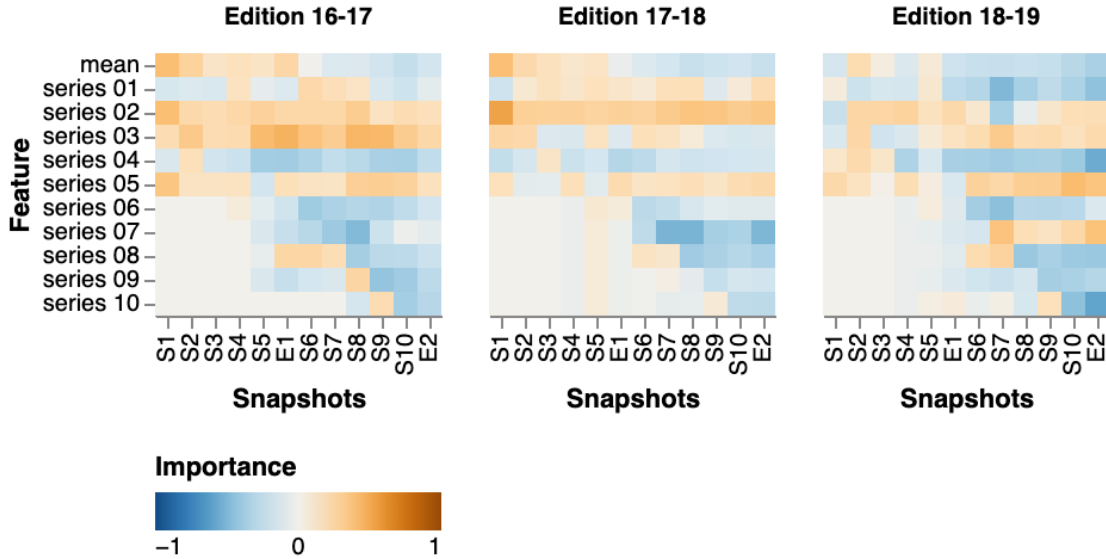 Edition 16-17
Edition 17-18
Edition 18-19
Feature
mean
series 01
series 02
series 03
series 04
series 05
series 06
series 07
series 08
series 09
series 10
S1 S2 S3 S4 S5 E1 S6 S7 S8 S9 S10 E2
S1 S2 S3 S4 S5 E1 S6 S7 S8 S9 S10 E2
S1 S2 S3 S4 S5 E1 S6 S7 S8 S9 S10 E2
Snapshots
Snapshots
Snapshots
Importance
−1 0 1